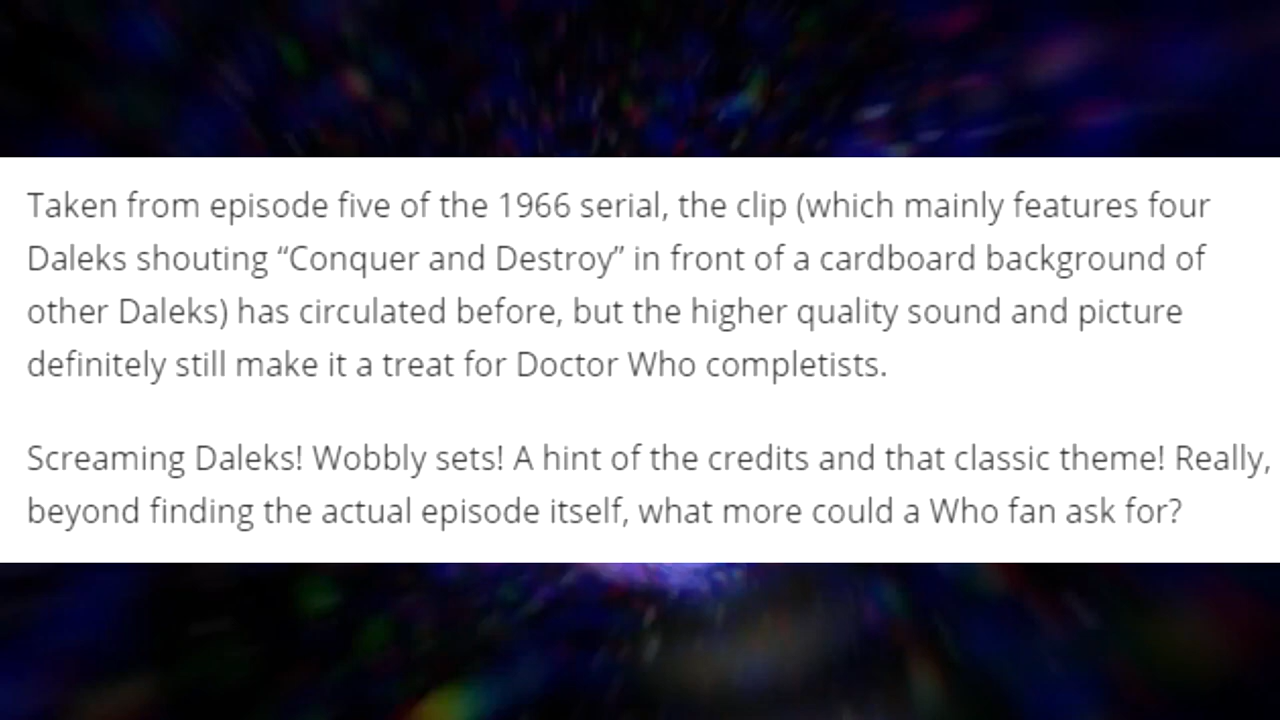 Taken from episode five of the 1966 serial, the clip (which mainly features four
Daleks shouting “Conquer and Destroy” in front of a cardboard background of
other Daleks) has circulated before, but the higher quality sound and picture
definitely still make it a treat for Doctor Who completists.
Screaming Daleks! Wobbly sets! A hint of the credits and that classic theme! Really,
beyond finding the actual episode itself, what more could a Who fan ask for?